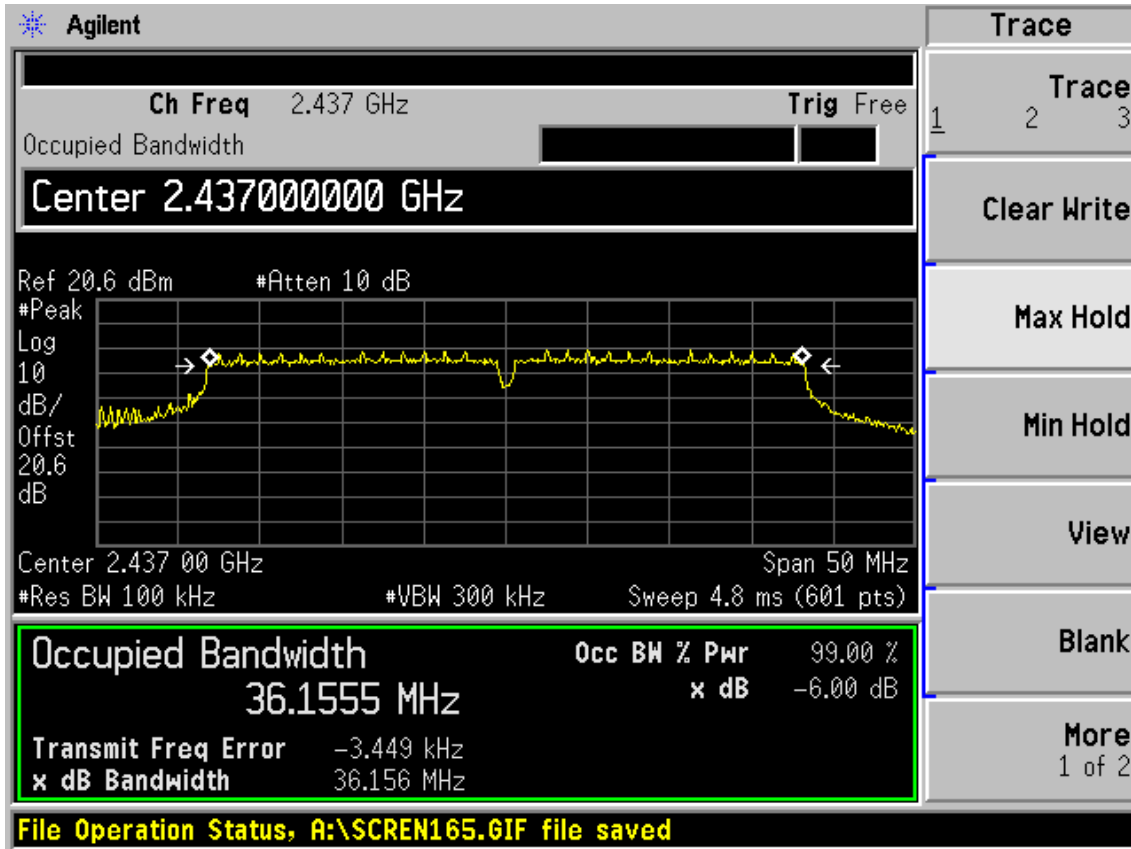 Agilent
Trace
Ch Freq 2.437 GHz Trig Free
Occupied Bandwidth
Center 2.437000000 GHz
Ref 20.6 dBm #Atten 10 dB
#Peak
Log
10
dB/
Offst
20.6
dB
Center 2.437 00 GHz Span 50 MHz
#Res BW 100 kHz #VBW 300 kHz Sweep 4.8 ms (601 pts)
Occupied Bandwidth
36.1555 MHz
Occ BW % Pwr 99.00 %
x dB -6.00 dB
Transmit Freq Error -3.449 kHz
x dB Bandwidth 36.156 MHz
File Operation Status, A:\SCREN165.GIF file saved
Trace
1 2 3
Clear Write
Max Hold
Min Hold
View
Blank
More
1 of 2